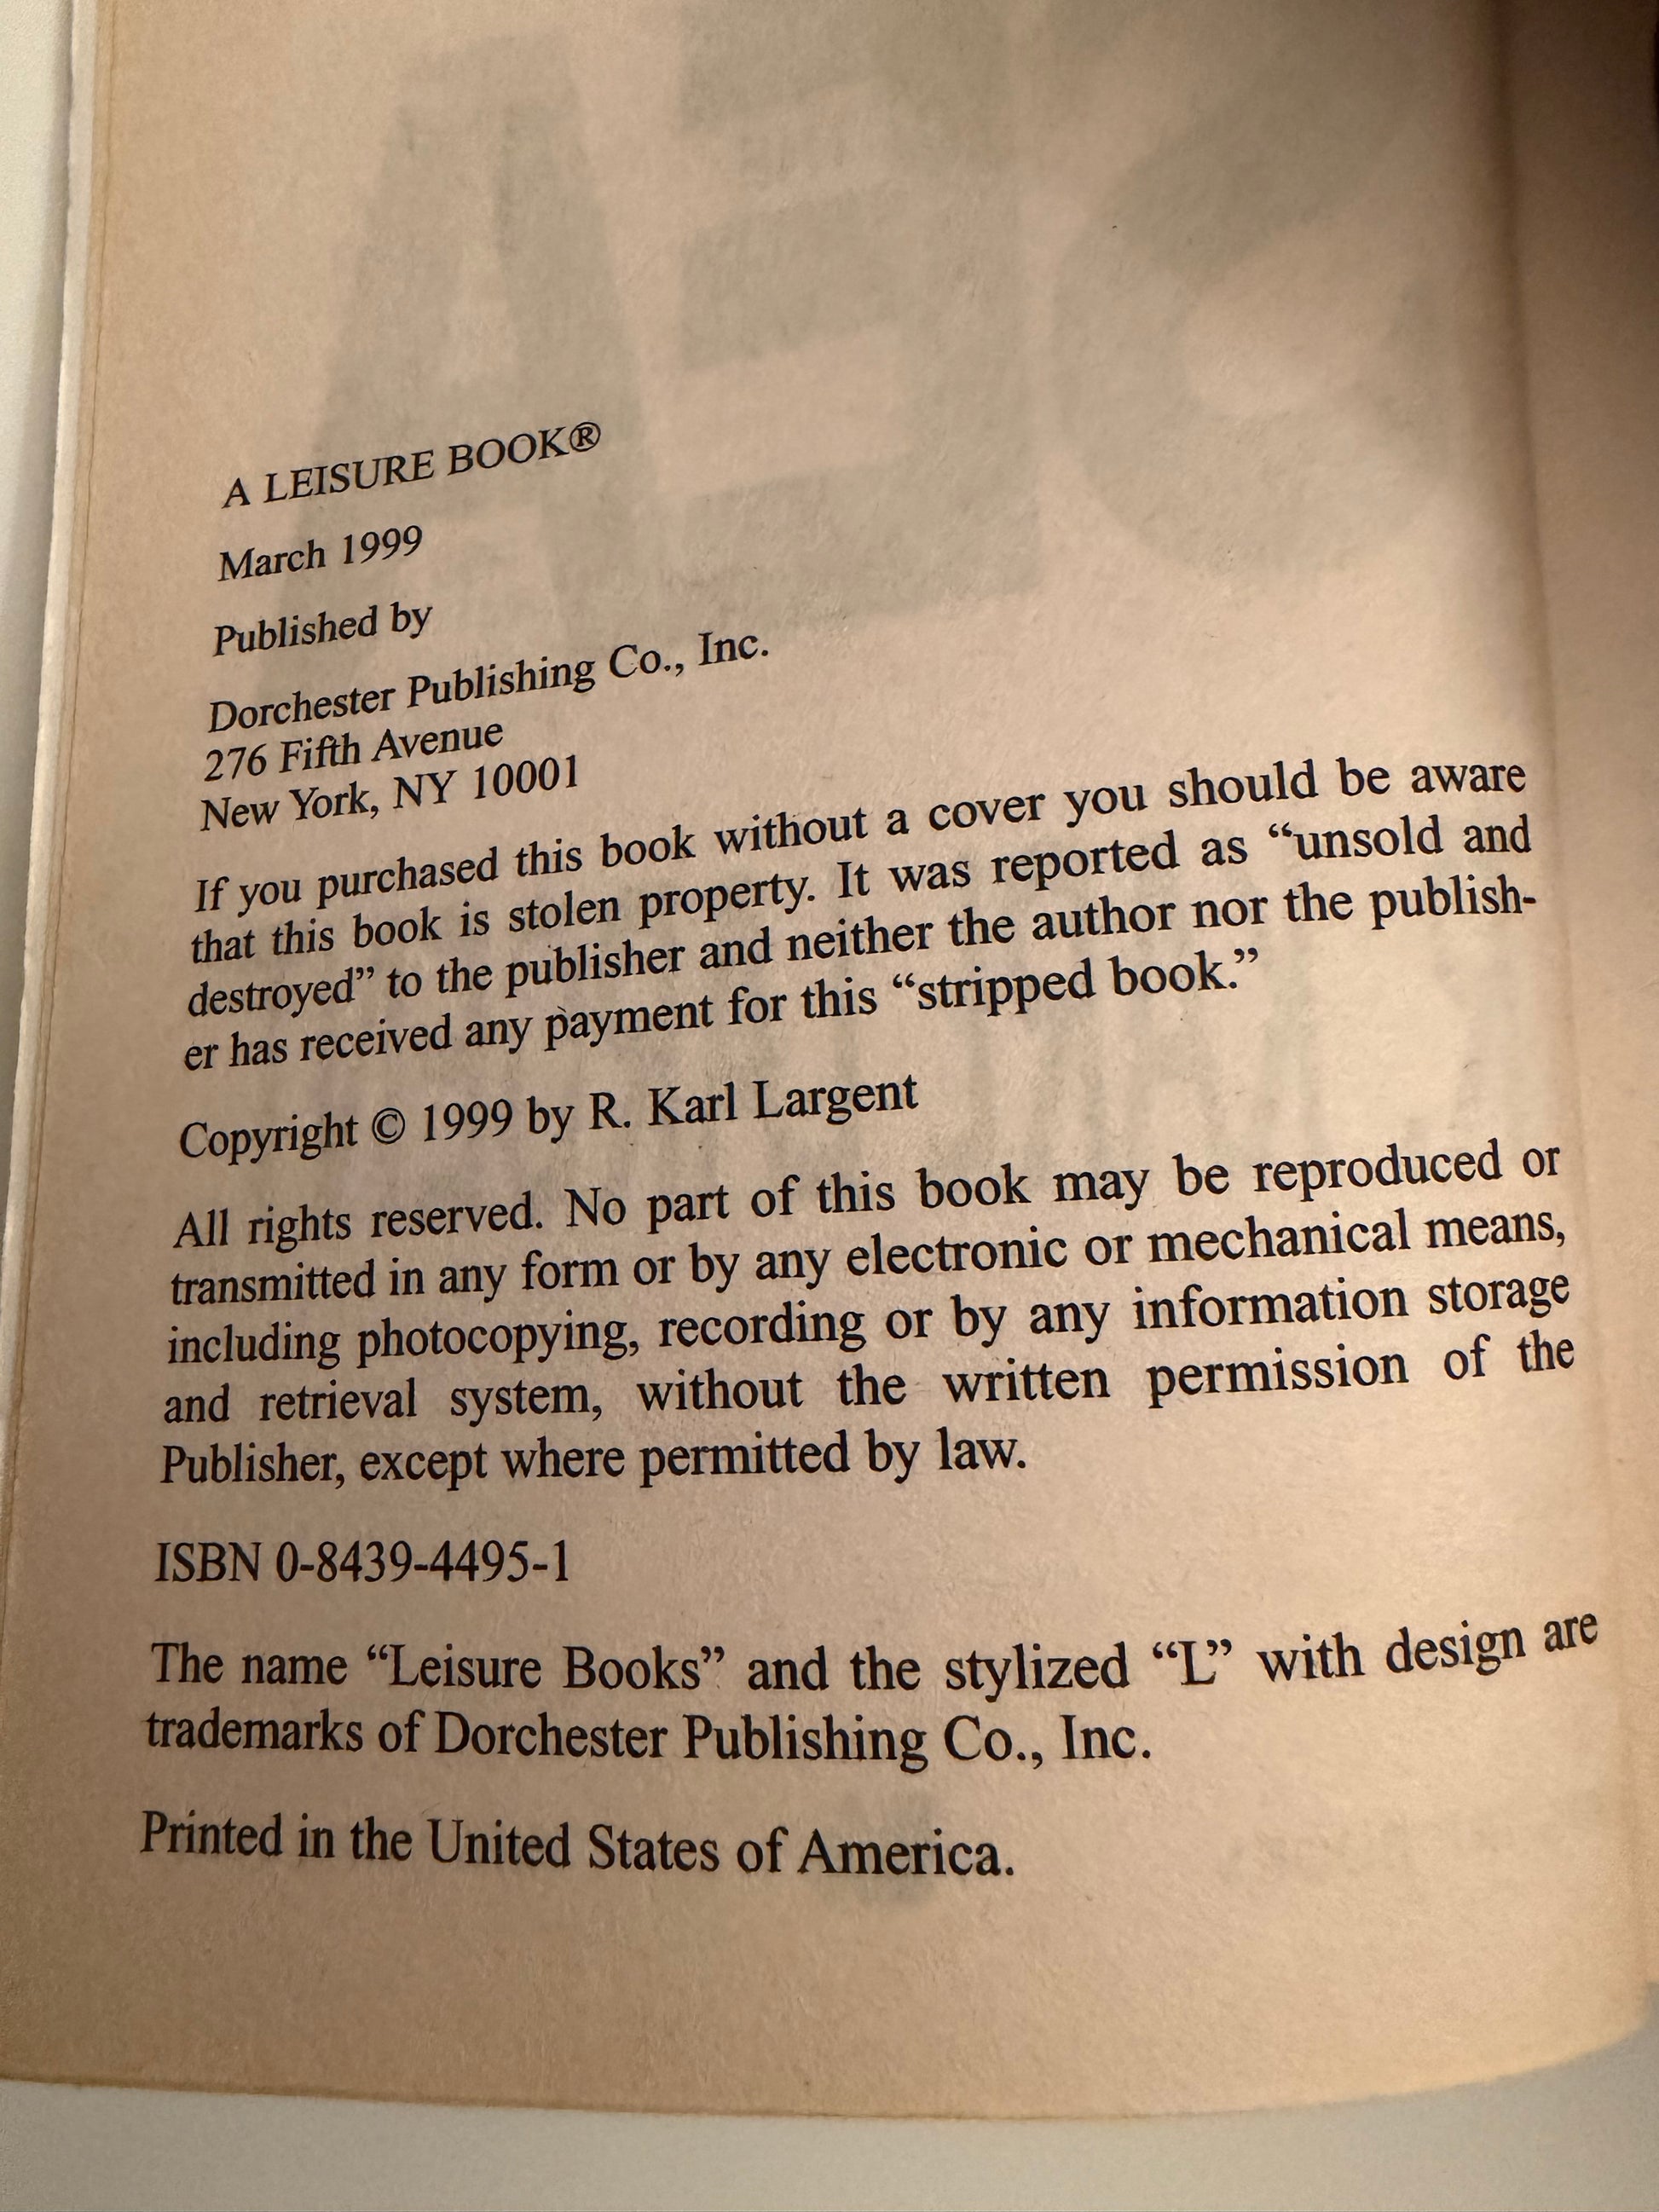 A LEISURE BOOK®
March 1999
Published by
Dorchester Publishing Co., Inc.
276 Fifth Avenue
New York, NY 10001
If you purchased this book without a cover you should be aware
that this book is stolen property. It was reported as “unsold and
destroyed” to the publisher and neither the author nor the publish-
er has received any payment for this “stripped book.”
Copyright © 1999 by R. Karl Largent
All rights reserved. No part of this book may be reproduced or
transmitted in any form or by any electronic or mechanical means,
including photocopying, recording or by any information storage
and retrieval system, without the written permission of the
Publisher, except where permitted by law.
ISBN 0-8439-4495-1
The name “Leisure Books” and the stylized “L” with design are
trademarks of Dorchester Publishing Co., Inc.
Printed in the United States of America.